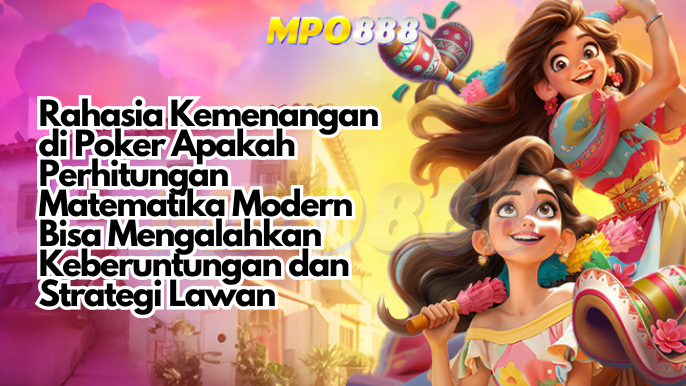 MPO888
Rahasia Kemenangan
di Poker Apakah
Perhitungan
Matematika Modern
Bisa Mengalahkan
Keberuntungan dan
Strategi Lawan